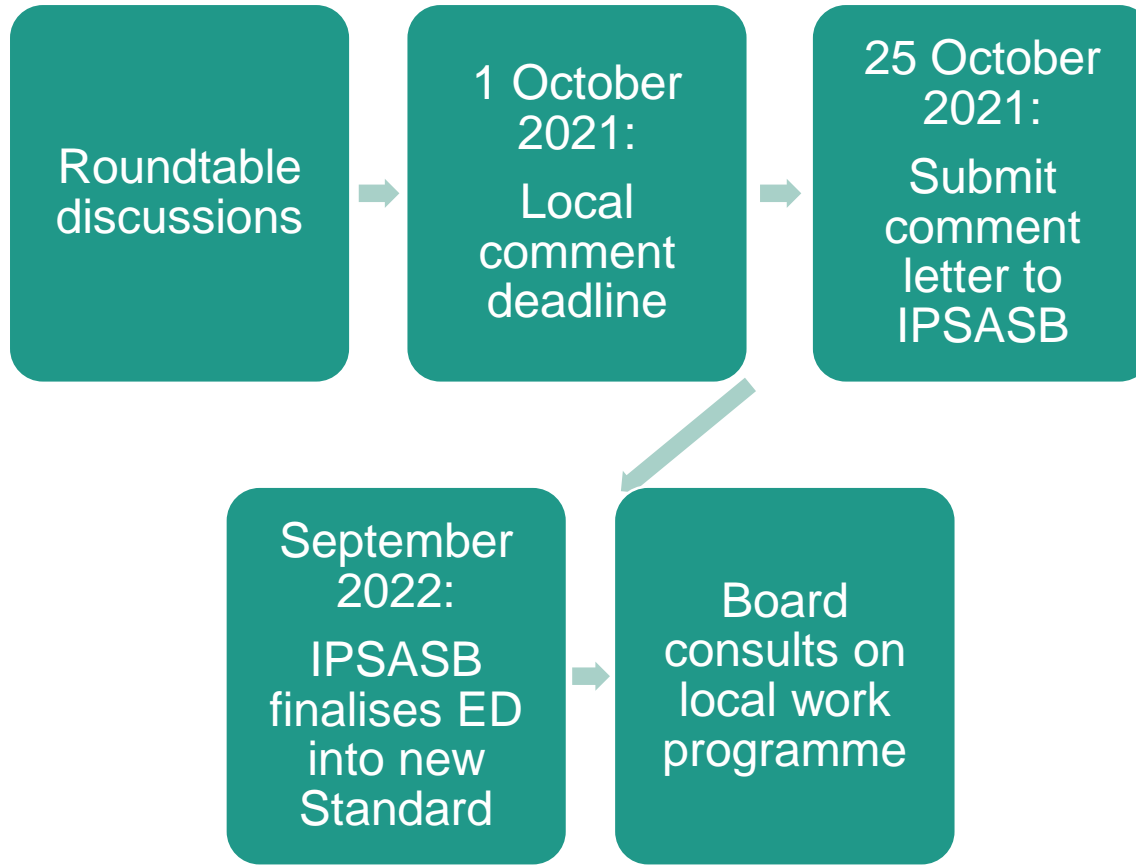 Roundtable
discussions
1 October
2021:
Local
comment
deadline
25 October
2021:
Submit
comment
letter to
IPSASB
September
2022:
IPSASB
finalises ED
into new
Standard
Board
consults on
local work
programme